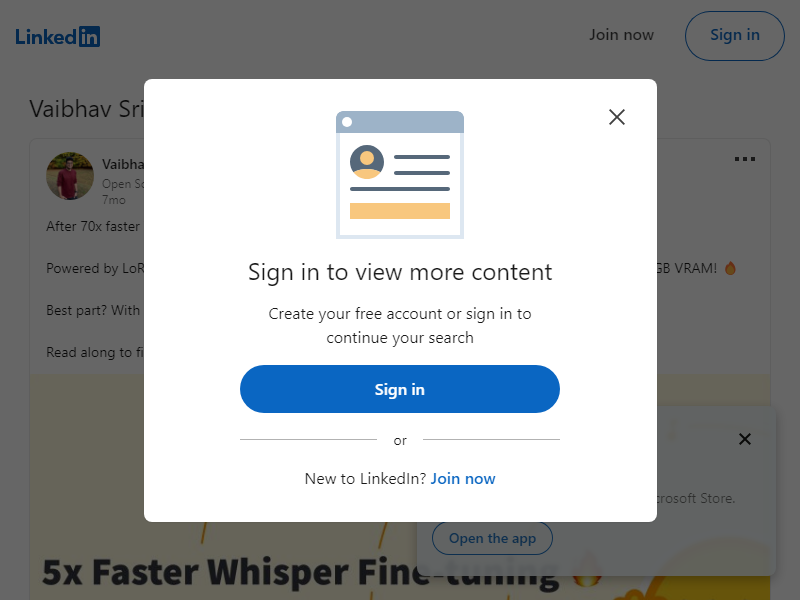 LinkedIn
Join now
Sign in
Vaibhav Sri
Vaibha
Open So
7mo
After 70x faster
Powered by LoR
GB VRAM! 🔥
Best part? With
Read along to fi
Sign in to view more content
Create your free account or sign in to
continue your search
Sign in
or
New to LinkedIn? Join now
crosoft Store.
Open the app
5x Faster Whisper Fine-tuning 🔥